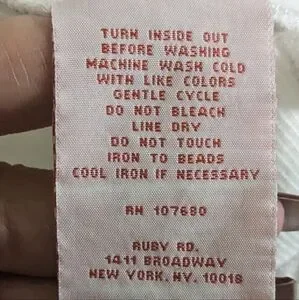 TURN INSIDE OUT
BEFORE WASHING
MACHINE WASH COLD
WITH LIKE COLORS
GENTLE CYCLE
DO NOT BLEACH
LINE DRY
DO NOT TOUCH
IRON TO BEADS
COOL IRON IF NECESSARY
RN 107680
RUBY RD.
1411 BROADWAY
NEW YORK, NY. 10018